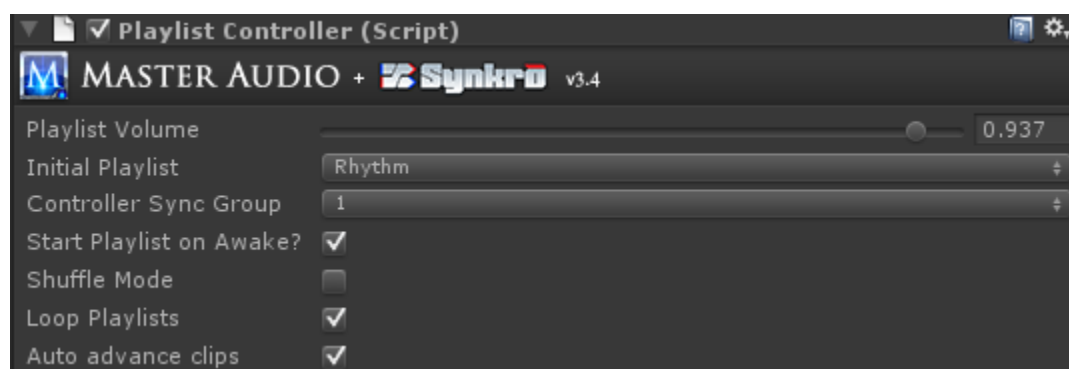 Playlist Controller (Script)
M MASTER AUDIO + Synkro v3.4
Playlist Volume 0.937
Initial Playlist Rhythm
Controller Sync Group 1
Start Playlist on Awake?
Shuffle Mode
Loop Playlists
Auto advance clips